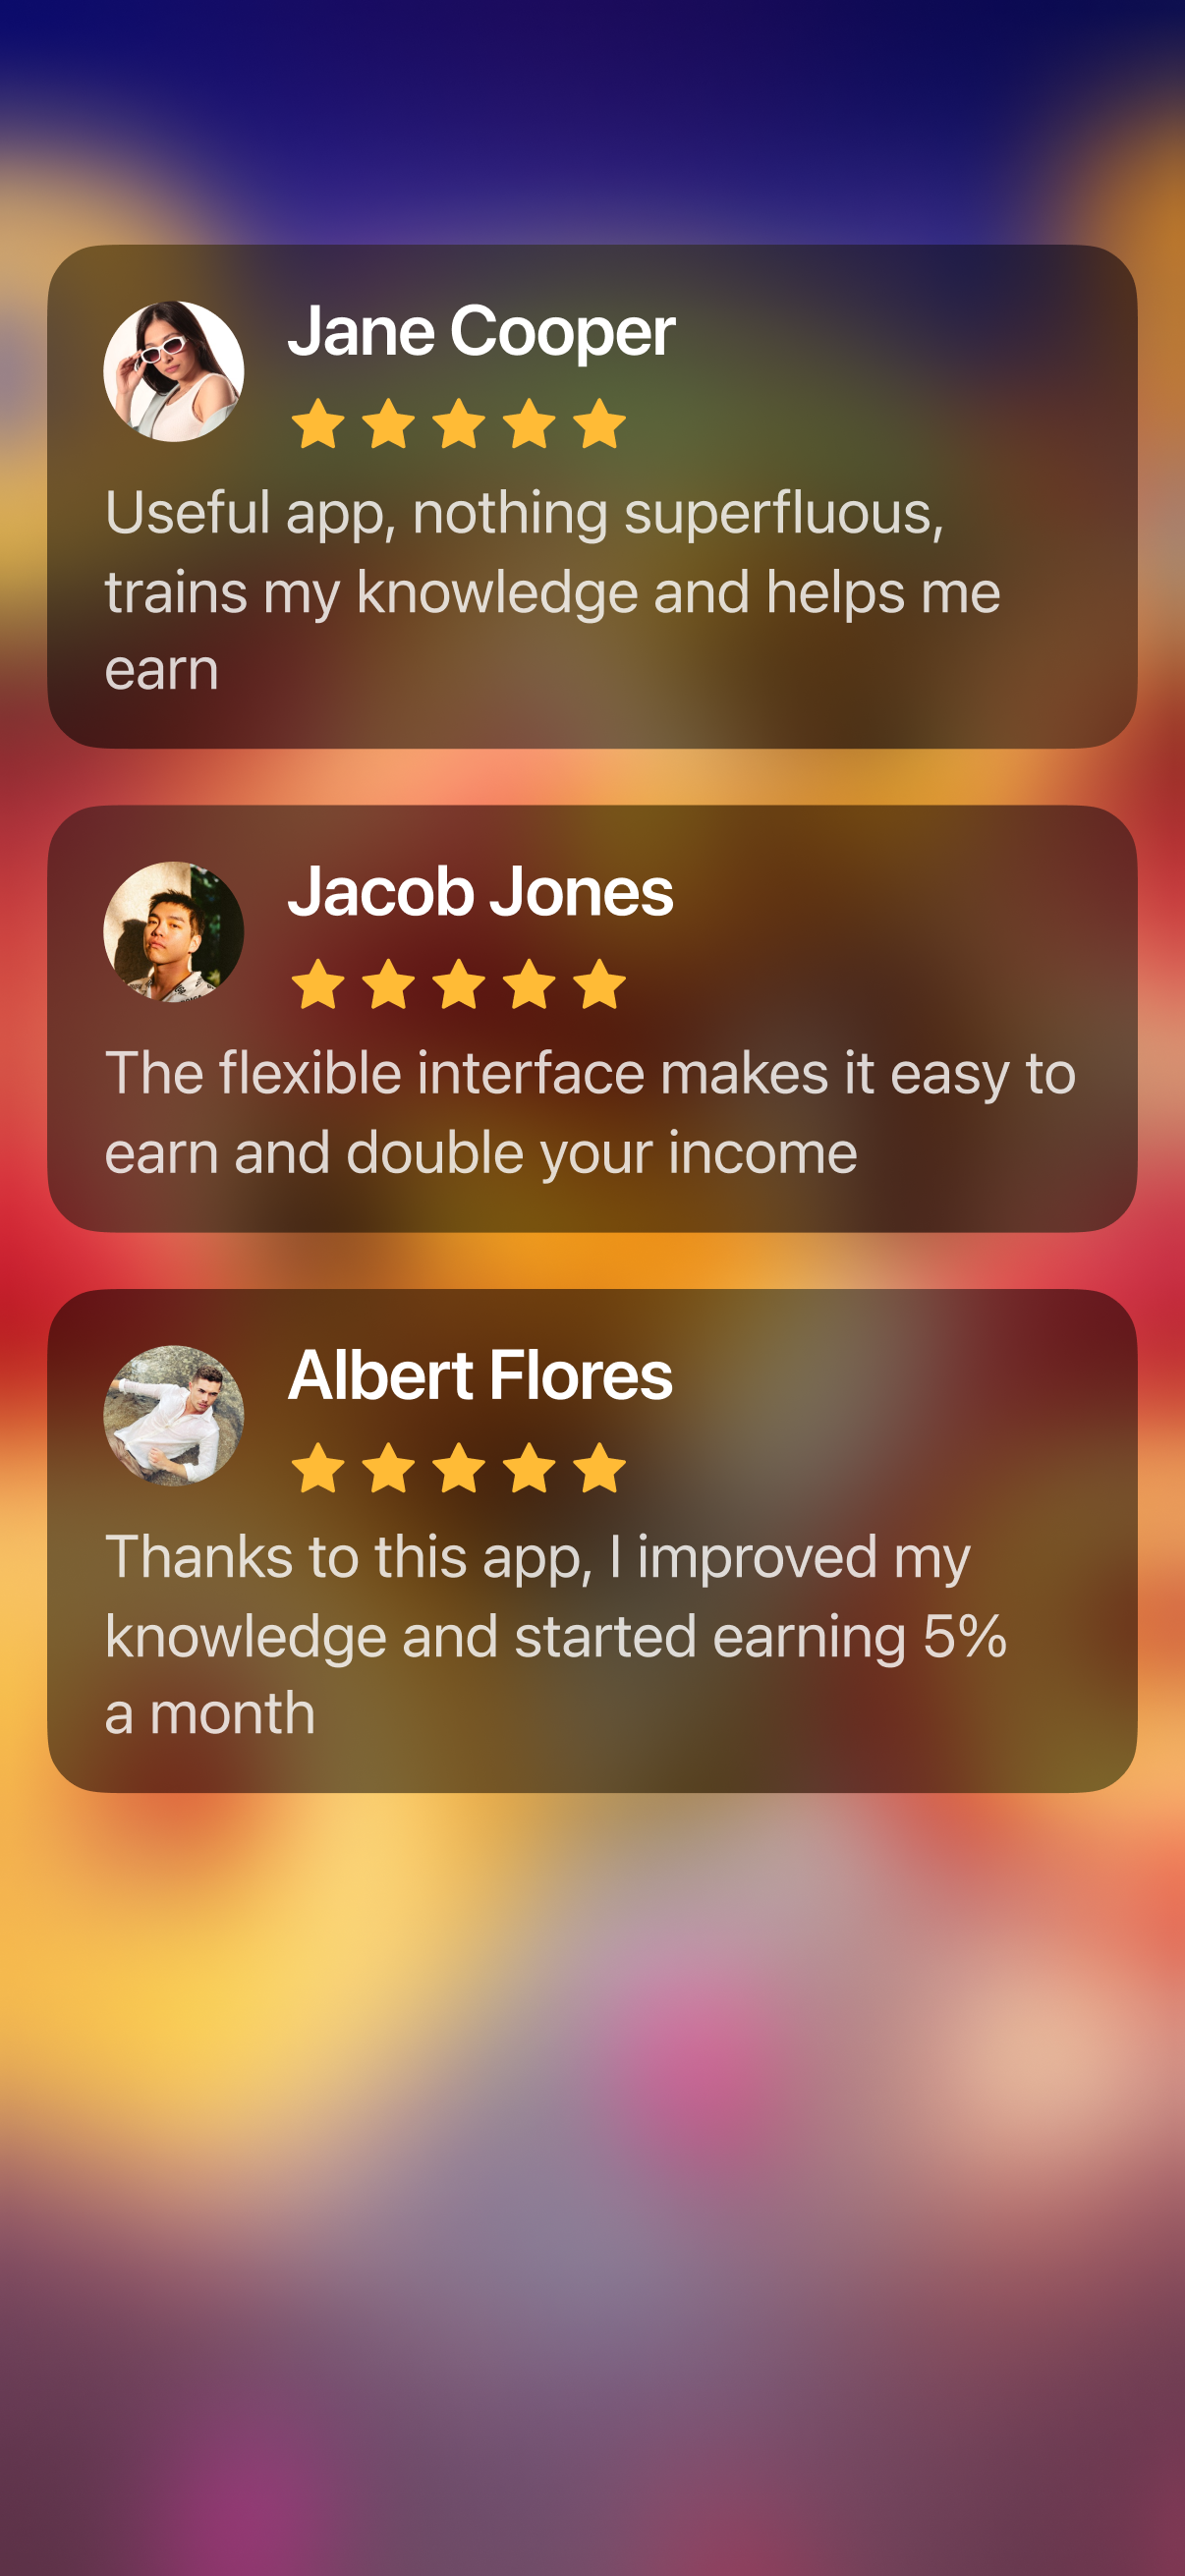 Jane Cooper
Useful app, nothing superfluous,
trains my knowledge and helps me
earn
Jacob Jones
The flexible interface makes it easy to
earn and double your income
Albert Flores
Thanks to this app, I improved my
knowledge and started earning 5%
a month